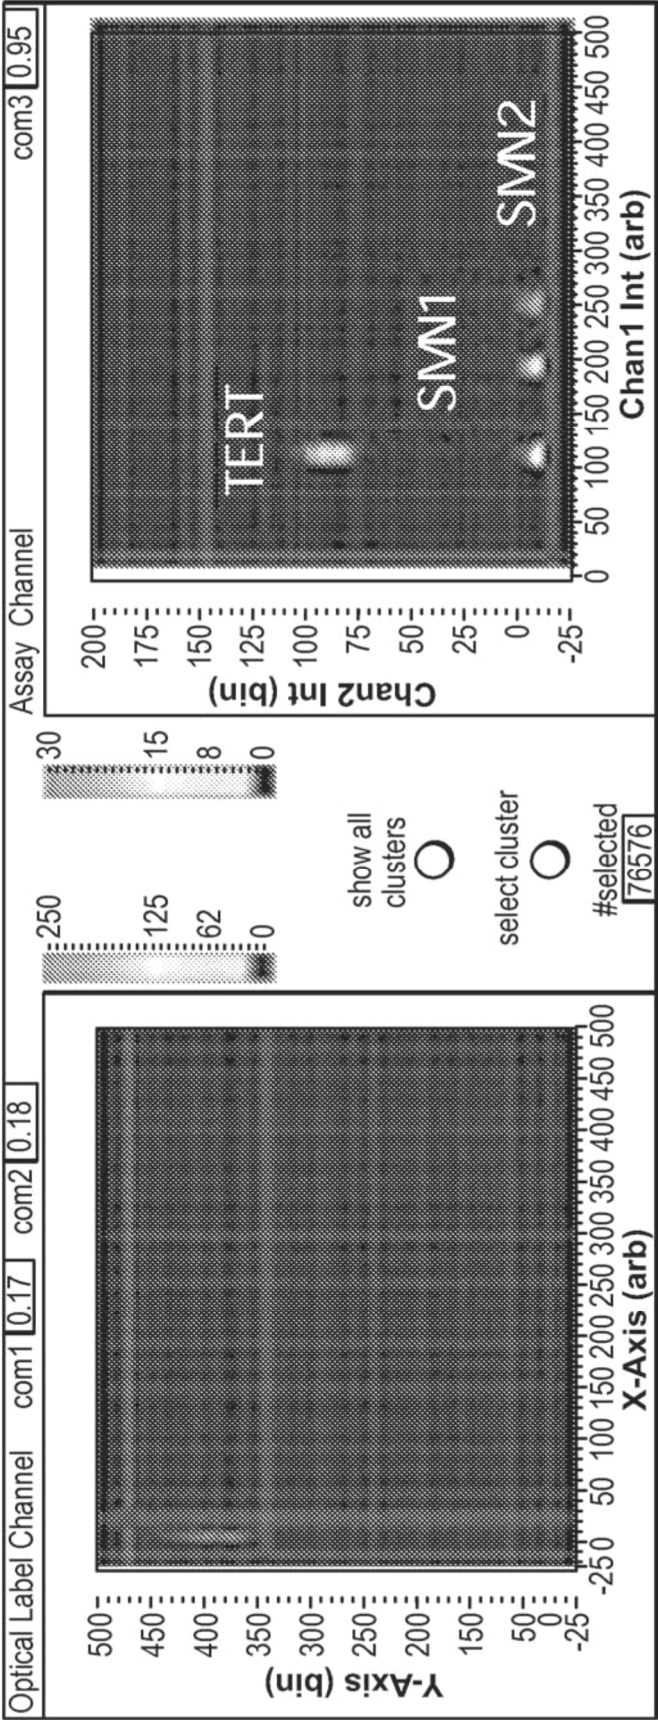 Optical Label Channel com1 0.17 com2 0.18
Assay Channel com3 0.95
500
450
400
350
300
250
200
150
100
50
0
-25
Y-Axis (bin)
-25 0 50 100 150 200 250 300 350 400 450 500
X-Axis (arb)
250
125
62
0
30
15
8
0
show all
clusters
select cluster
#selected
76576
200
175
150
125
100
75
50
25
0
-25
Chan2 Int (bin)
TERT
SMN1
SMN2
0 50 100 150 200 250 300 350 400 450 500
Chan1 Int (arb)